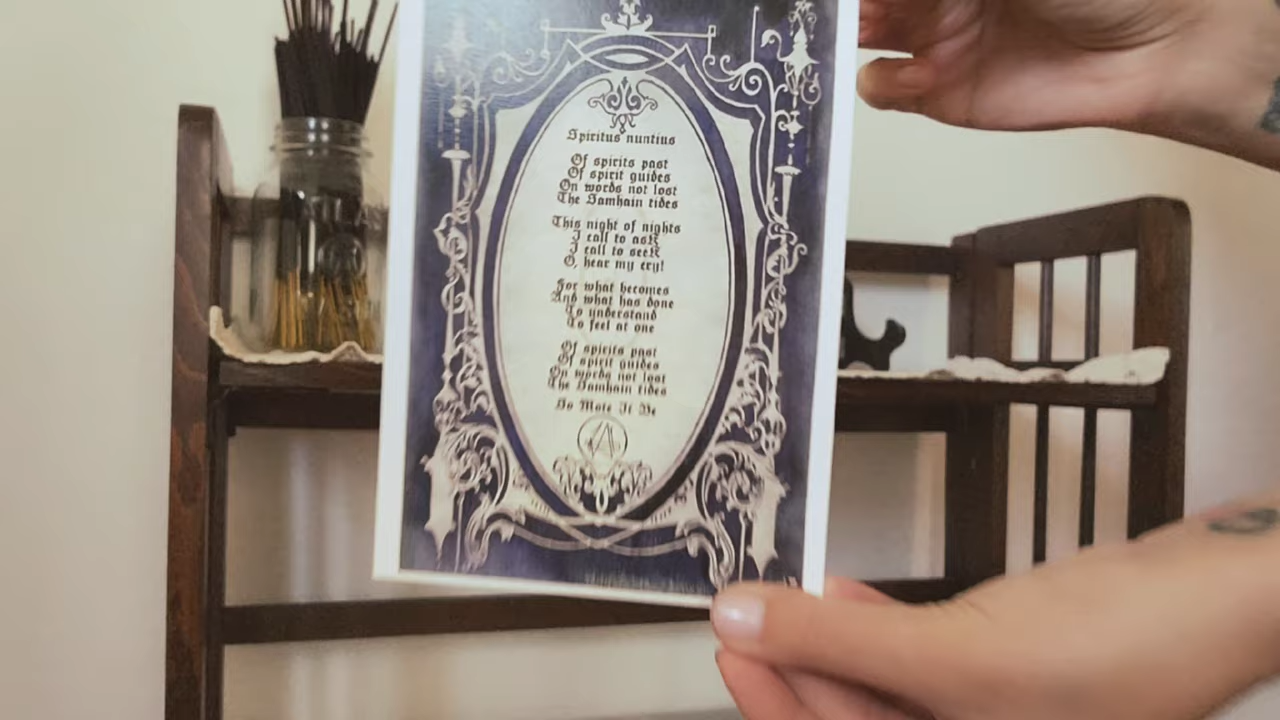 Spiritus nuntius
Of spirits past
Of spirit guides
On words not lost
The Samhain tides
This night of nights
I call to ask
I call to seek
O, hear my cry!
For what becomes
And what has done
To understand
To feel at one
Of spirits past
Of spirit guides
On words not lost
The Samhain tides
So Mote It Be